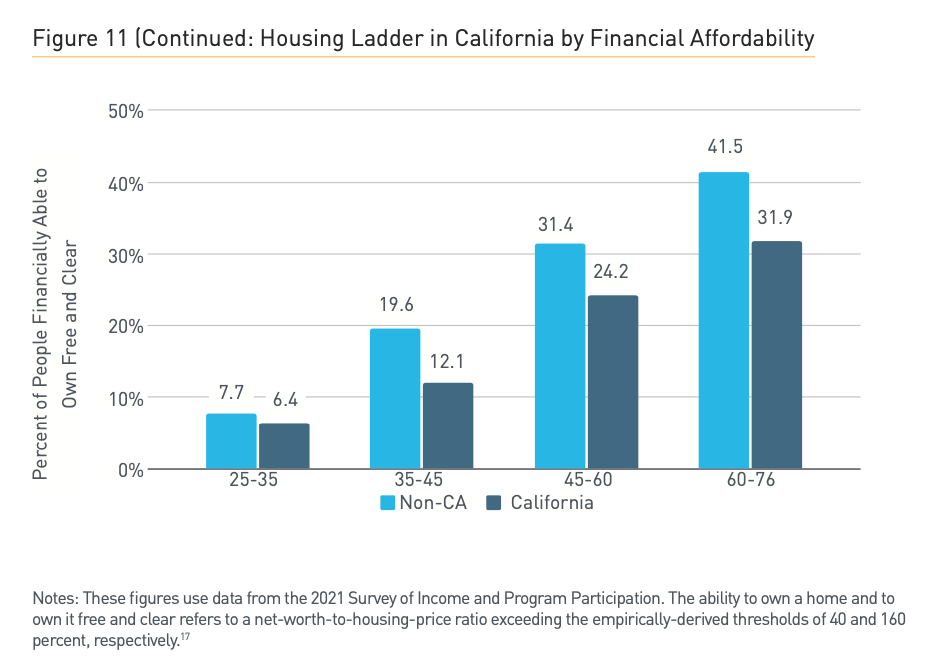 Figure 11 (Continued: Housing Ladder in California by Financial Affordability
Percent of People Financially Able to
Own Free and Clear
50%
40%
30%
20%
10%
0%
7.7
6.4
19.6
12.1
31.4
24.2
41.5
31.9
25-35
35-45
45-60
60-76
Non-CA
California
Notes: These figures use data from the 2021 Survey of Income and Program Participation. The ability to own a home and to
own it free and clear refers to a net-worth-to-housing-price ratio exceeding the empirically-derived thresholds of 40 and 160
percent, respectively.¹⁷